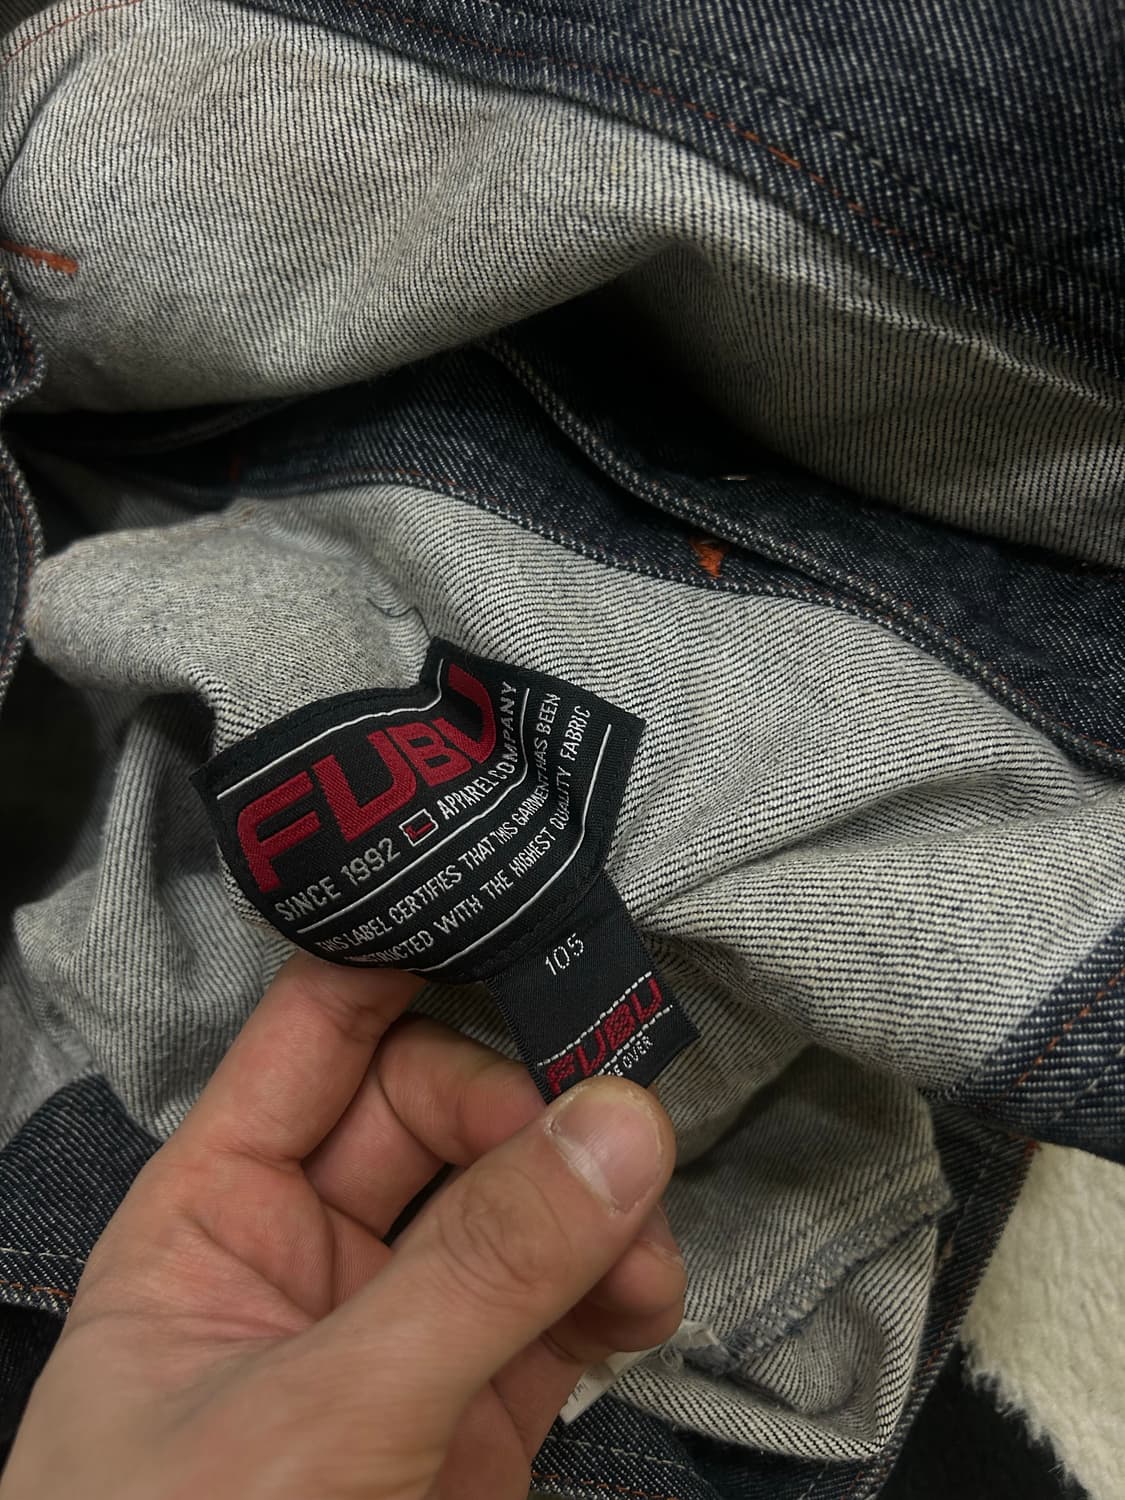 FUBU
SINCE 1992 APPAREL COMPANY
THIS LABEL CERTIFIES THAT THIS GARMENT HAS BEEN
CONSTRUCTED WITH THE HIGHEST QUALITY FABRIC
105
FUBU
OVER